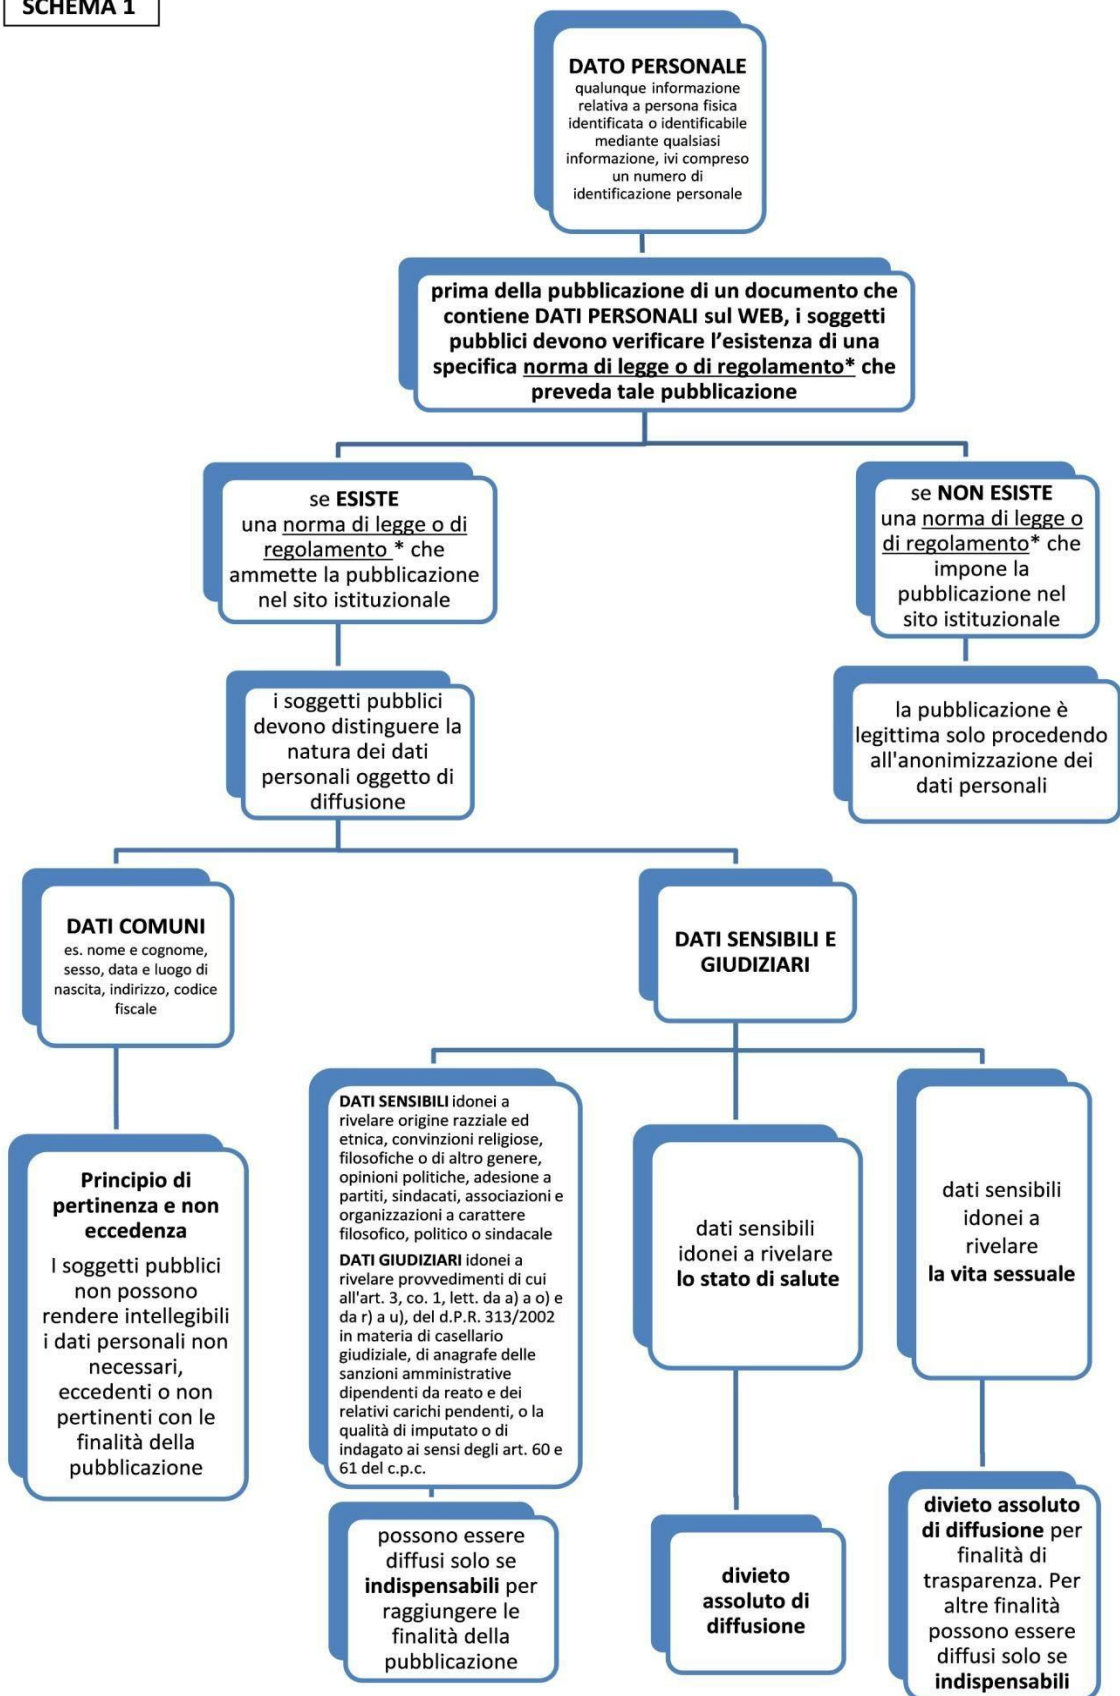 SCHEMA 1
DATO PERSONALE
qualunque informazione
relativa a persona fisica
identificata o identificabile
mediante qualsiasi
informazione, ivi compreso
un numero di
identificazione personale
prima della pubblicazione di un documento che
contiene DATI PERSONALI sul WEB, i soggetti
pubblici devono verificare l'esistenza di una
specifica norma di legge o di regolamento* che
preveda tale pubblicazione
se ESISTE
una norma di legge o di
regolamento * che
ammette la pubblicazione
nel sito istituzionale
se NON ESISTE
una norma di legge o
di regolamento* che
impone la
pubblicazione nel
sito istituzionale
i soggetti pubblici
devono distinguere la
natura dei dati
personali oggetto di
diffusione
la pubblicazione è
legittima solo procedendo
all'anonimizzazione dei
dati personali
DATI COMUNI
es. nome e cognome,
sesso, data e luogo di
nascita, indirizzo, codice
fiscale
DATI SENSIBILI E
GIUDIZIARI
Principio di
pertinenza e non
eccedenza
I soggetti pubblici
non possono
rendere intellegibili
i dati personali non
necessari,
eccedenti o non
pertinenti con le
finalità della
pubblicazione
DATI SENSIBILI idonei a
rivelare origine razziale ed
etnica, convinzioni religiose,
filosofiche o di altro genere,
opinioni politiche, adesione a
partiti, sindacati, associazioni e
organizzazioni a carattere
filosofico, politico o sindacale
DATI GIUDIZIARI idonei a
rivelare provvedimenti di cui
all'art. 3, co. 1, lett. da a) a o) e
da r) a u), del d.P.R. 313/2002
in materia di casellario
giudiziale, di anagrafe delle
sanzioni amministrative
dipendenti da reato e dei
relativi carichi pendenti, o la
qualità di imputato o di
indagato ai sensi degli art. 60 e
61 del c.p.c.
dati sensibili
idonei a rivelare
lo stato di salute
dati sensibili
idonei a
rivelare
la vita sessuale
possono essere
diffusi solo se
indispensabili per
raggiungere le
finalità della
pubblicazione
divieto
assoluto di
diffusione
divieto assoluto
di diffusione per
finalità di
trasparenza. Per
altre finalità
possono essere
diffusi solo se
indispensabili